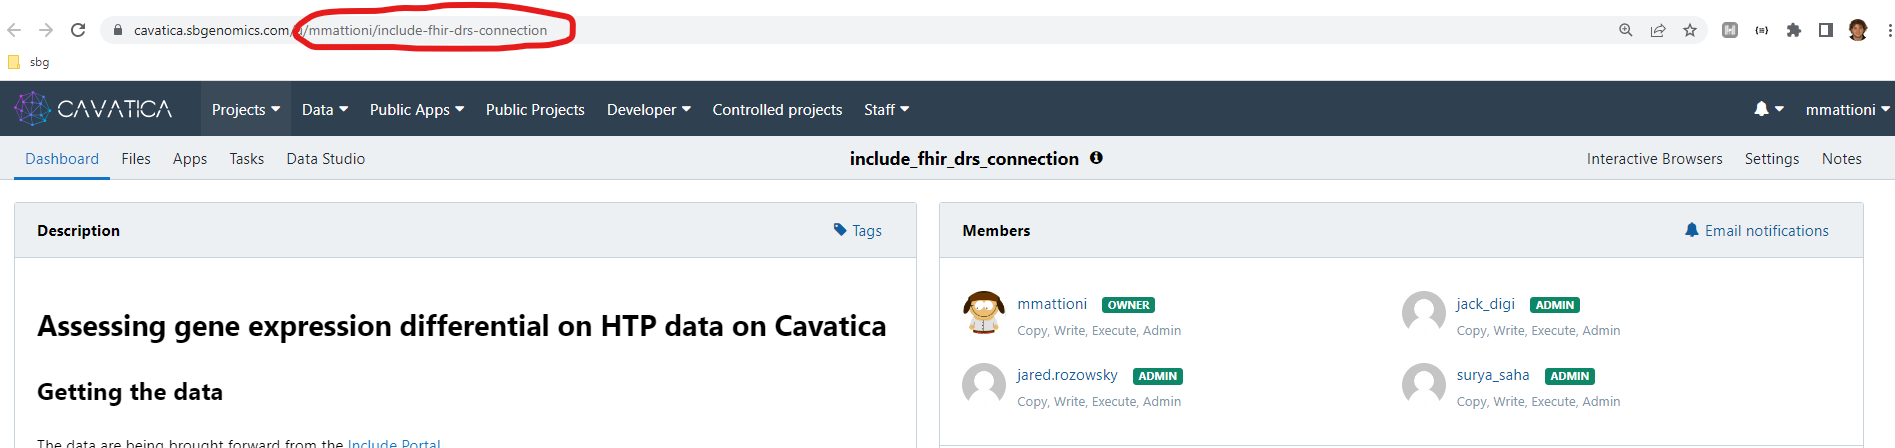 cavatica.sbgenomics.com/u/mmattioni/include-fhir-drs-connection
sbg
CAVATICA Projects Data Public Apps Public Projects Developer Controlled projects Staff mmattioni
Dashboard Files Apps Tasks Data Studio include_fhir_drs_connection Interactive Browsers Settings Notes
Description Tags
Members Email notifications
Assessing gene expression differential on HTP data on Cavatica
Getting the data
The data are being brought forward from the Include Portal
mmattioni OWNER
Copy, Write, Execute, Admin
jack_digi ADMIN
Copy, Write, Execute, Admin
jared.rozowsky ADMIN
Copy, Write, Execute, Admin
surya_saha ADMIN
Copy, Write, Execute, Admin